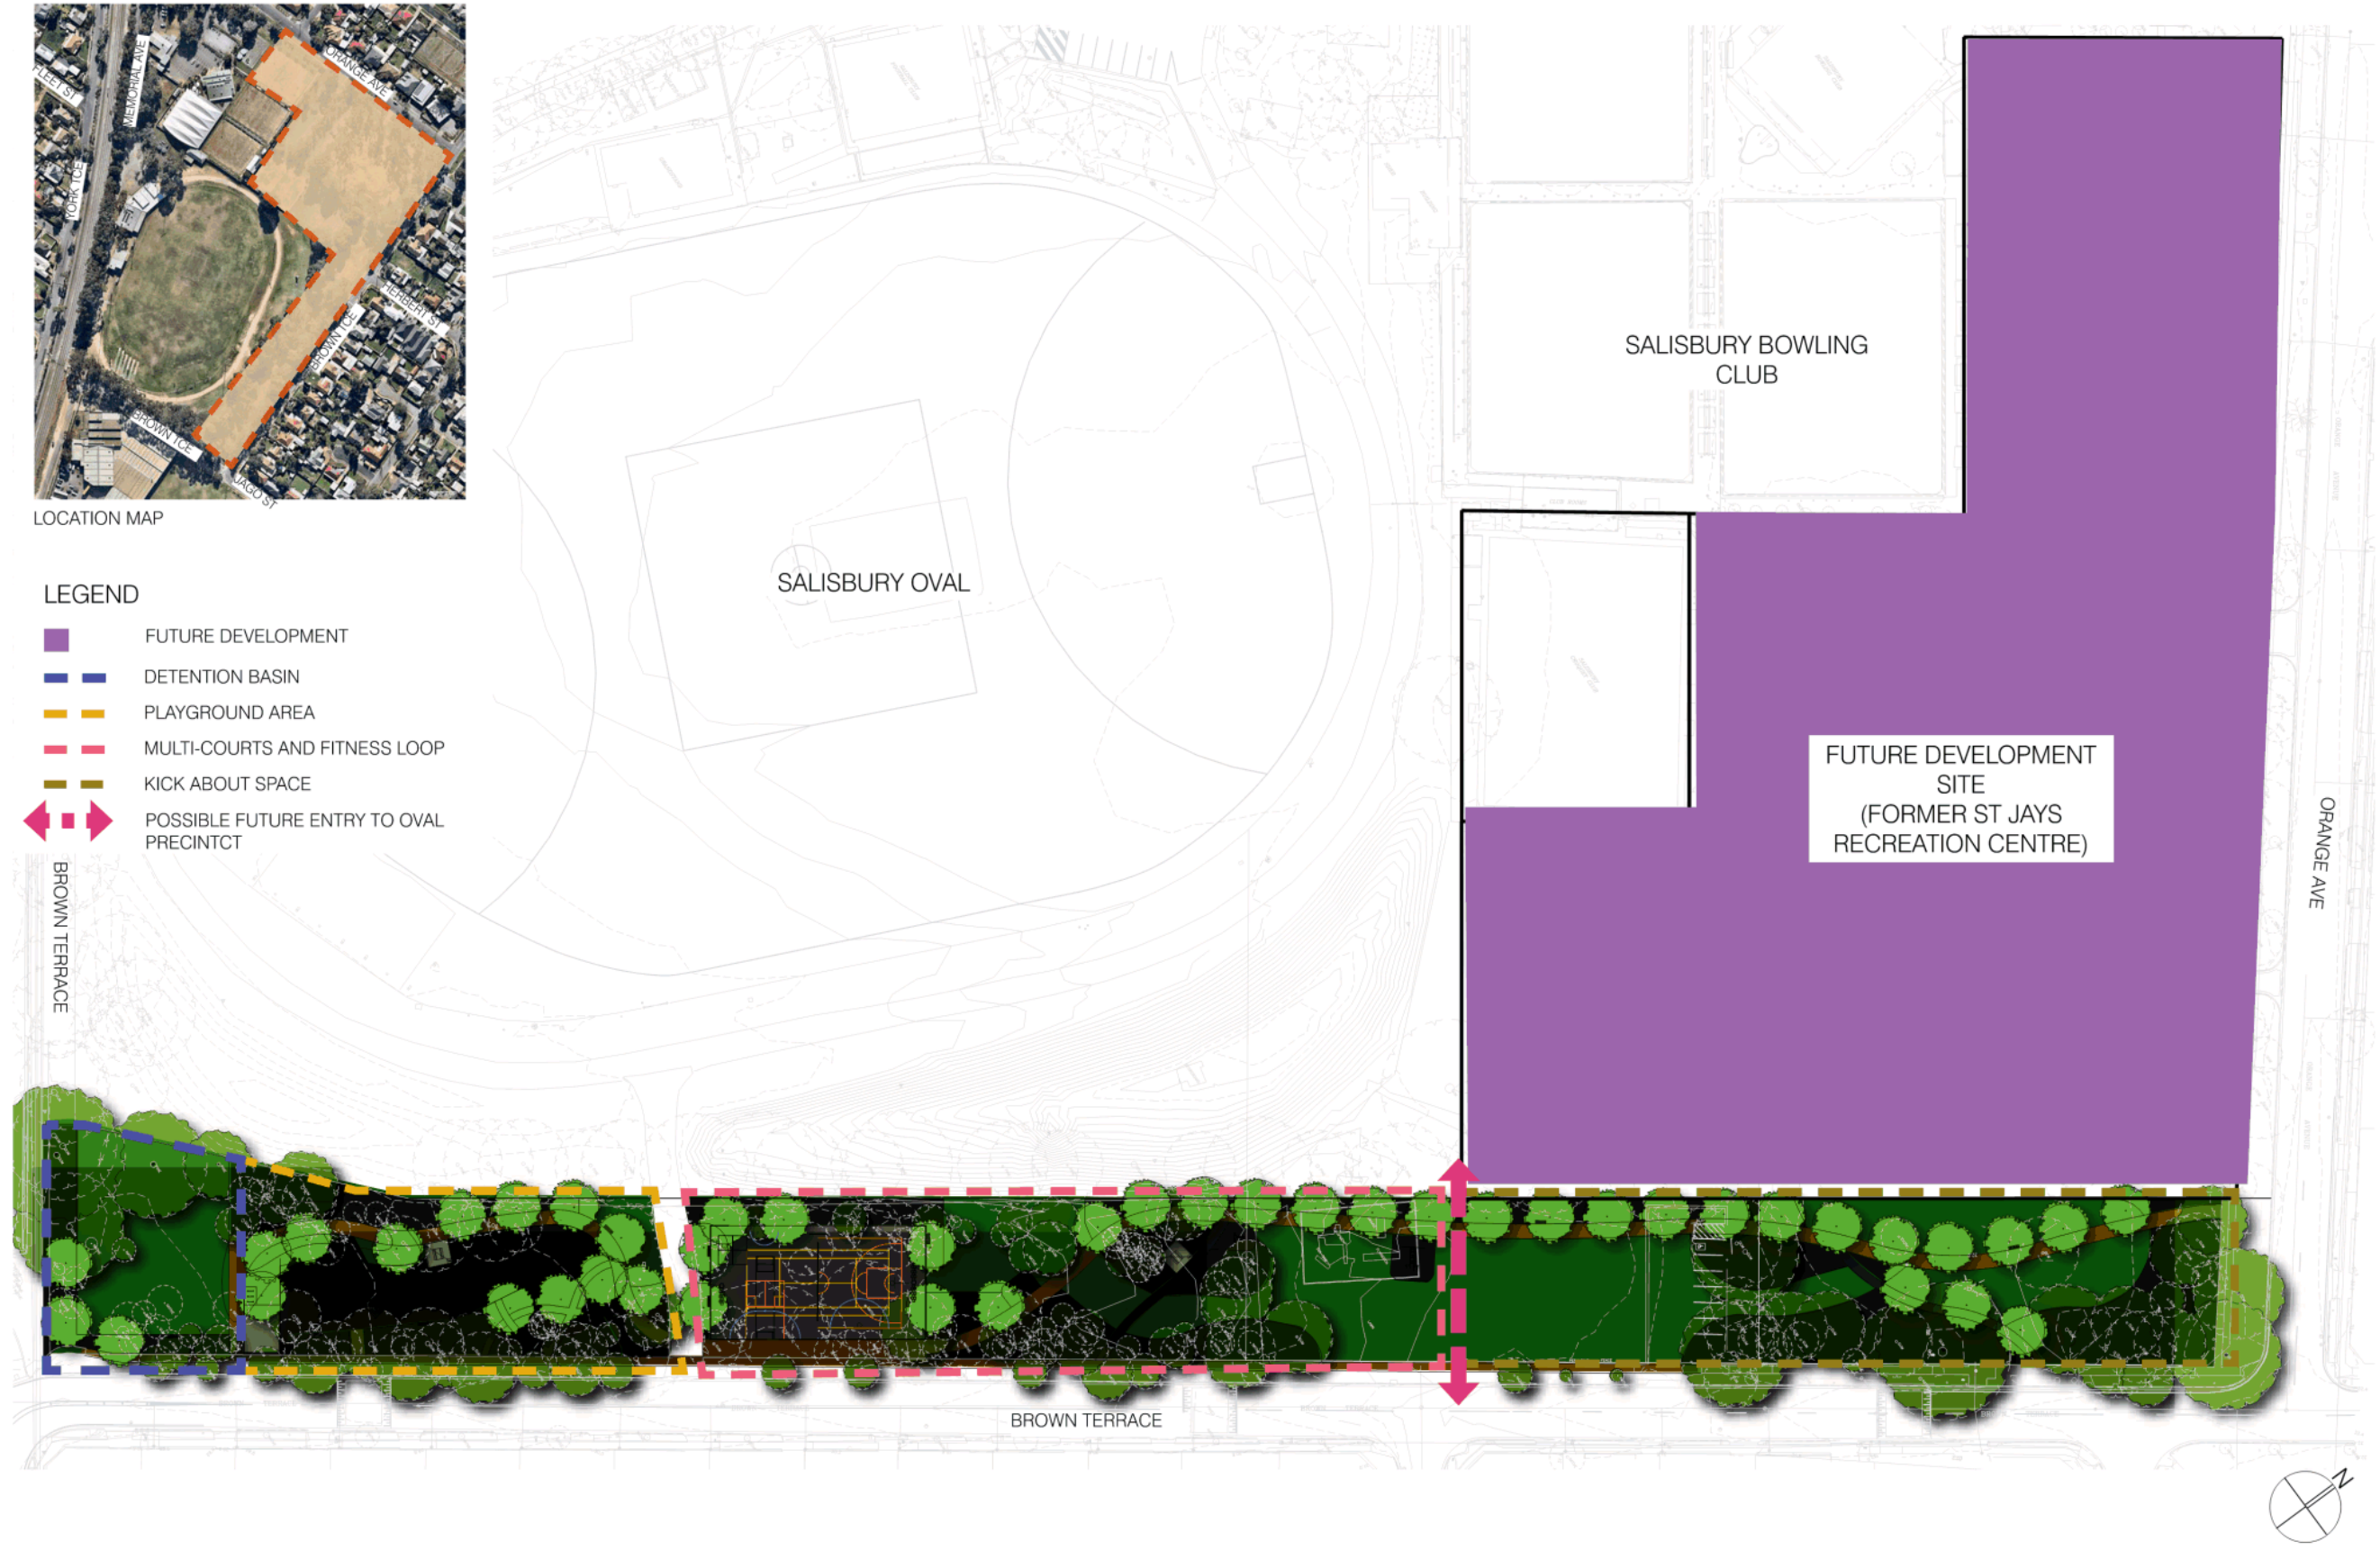 FLEET ST
MEMORIAL AVE
ORANGE AVE
YORK TCE
HERBERT ST
BROWN TCE
BROWN TCE
JAGO ST
LOCATION MAP
LEGEND
FUTURE DEVELOPMENT
DETENTION BASIN
PLAYGROUND AREA
MULTI-COURTS AND FITNESS LOOP
KICK ABOUT SPACE
POSSIBLE FUTURE ENTRY TO OVAL
PRECINTCT
SALISBURY OVAL
SALISBURY BOWLING
CLUB
FUTURE DEVELOPMENT
SITE
(FORMER ST JAYS
RECREATION CENTRE)
ORANGE AVE
BROWN TERRACE
BROWN TERRACE
N